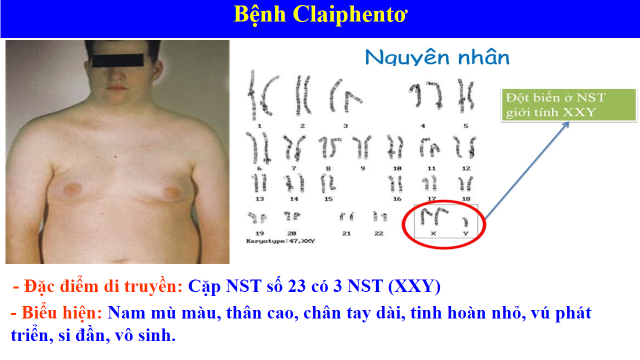 Bệnh Claiphentơ
Nguyên nhân
Đột biến ở NST
giới tính XXY
1 2 3 4 5
6 7 8 9 10 11 12
13 14 15 16 17 18
19 20 21 22 X Y
Karyotype: 47,XXY
- Đặc điểm di truyền: Cặp NST số 23 có 3 NST (XXY)
- Biểu hiện: Nam mù màu, thân cao, chân tay dài, tinh hoàn nhỏ, vú phát
triển, si đần, vô sinh.